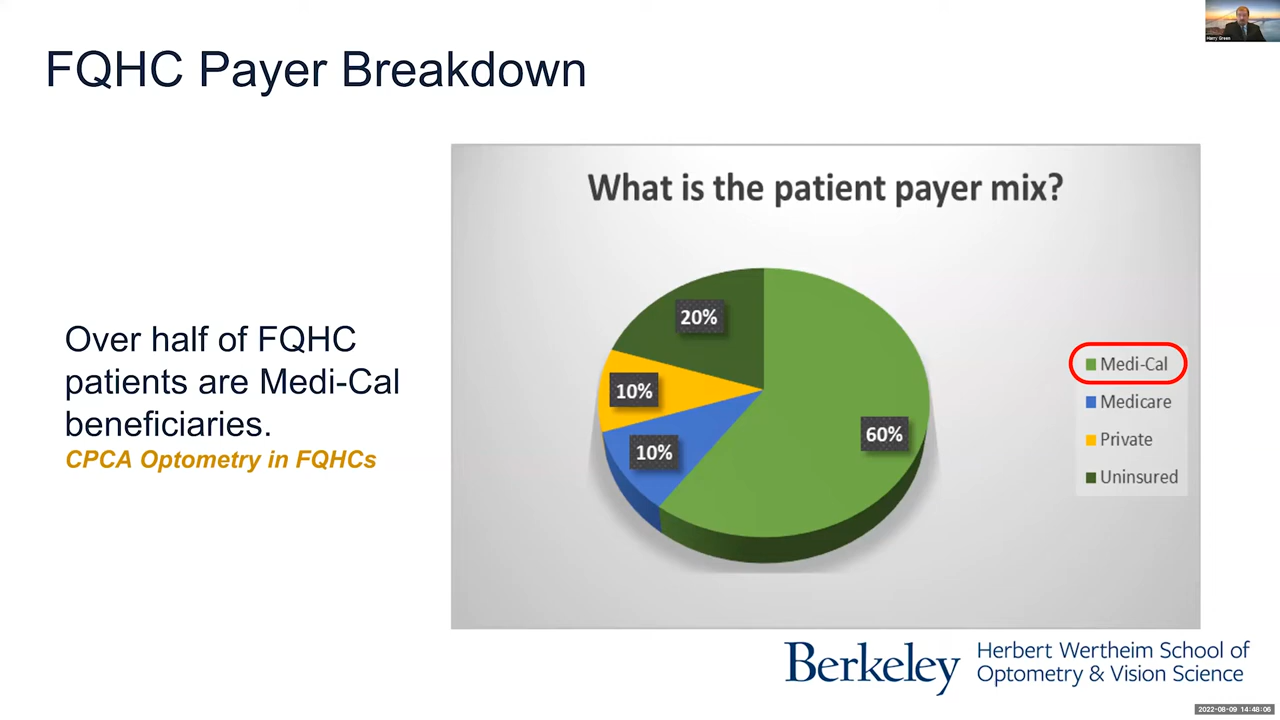 Harry Green
FQHC Payer Breakdown
What is the patient payer mix?
Over half of FQHC
patients are Medi-Cal
beneficiaries.
CPCA Optometry in FQHCs
20%
10%
10%
60%
Medi-Cal
Medicare
Private
Uninsured
Berkeley
Herbert Wertheim School of
Optometry & Vision Science
2022-08-09 14:48:06